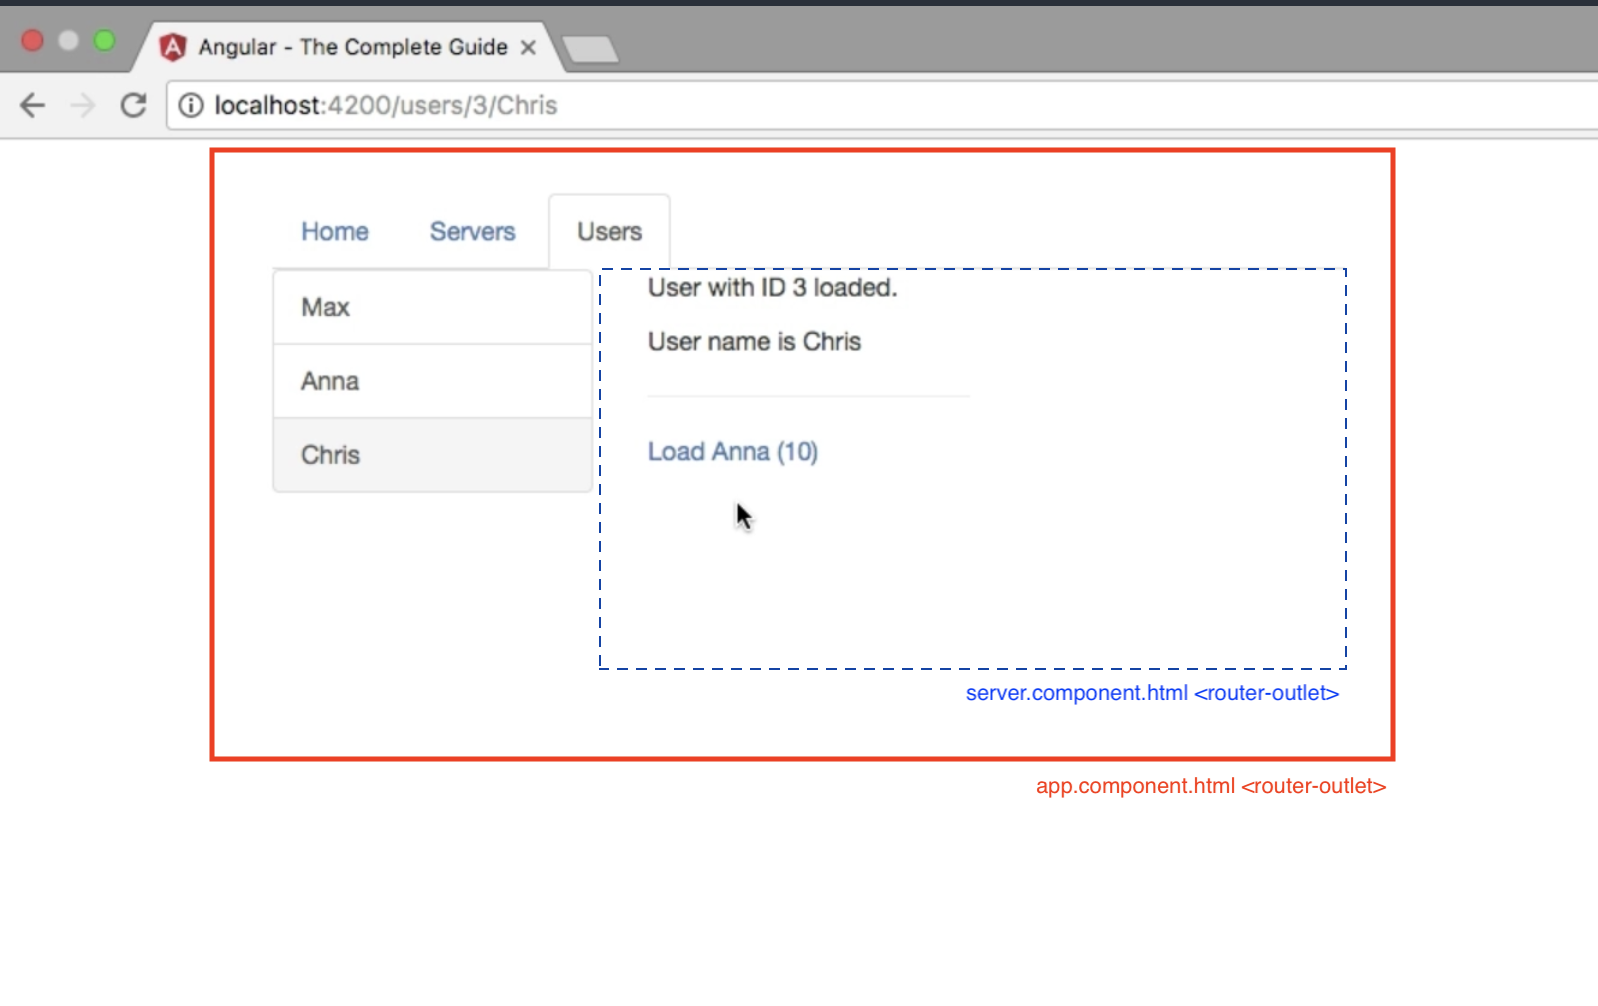 Angular - The Complete Guide
localhost:4200/users/3/Chris
Home Servers Users
Max
Anna
Chris
User with ID 3 loaded.
User name is Chris
Load Anna (10)
server.component.html <router-outlet>
app.component.html <router-outlet>